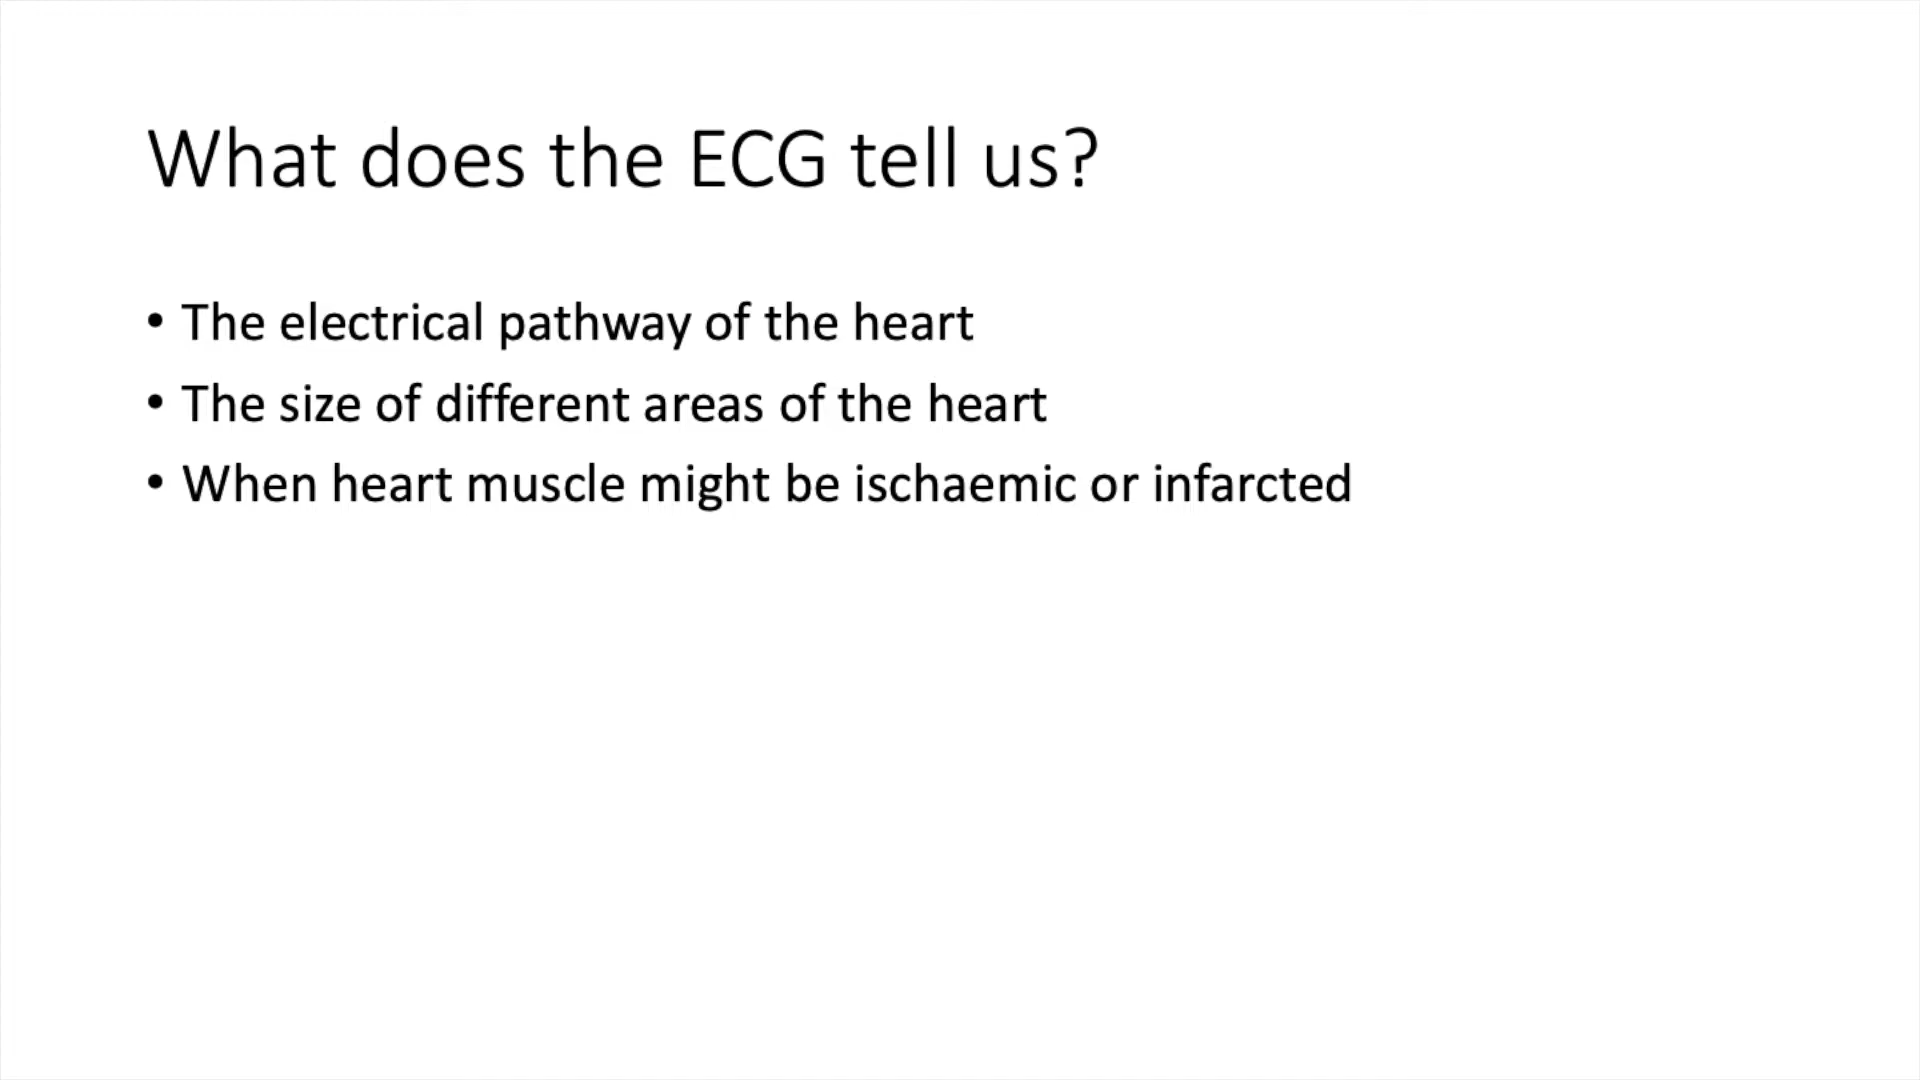 What does the ECG tell us?
• The electrical pathway of the heart
• The size of different areas of the heart
• When heart muscle might be ischaemic or infarcted